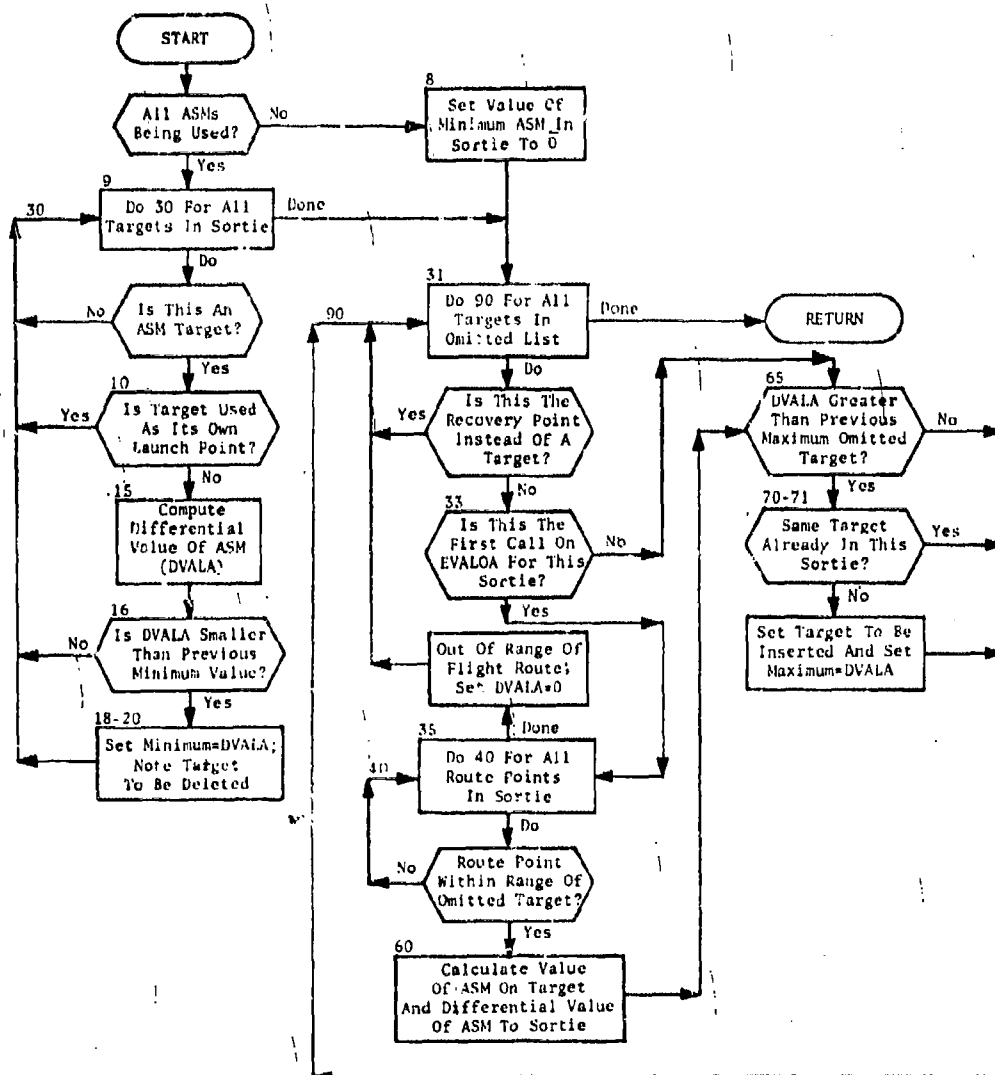 START
All ASMs
Being Used?
No
Yes
8
Set Value Of
Minimum ASM In
Sortie To 0
9
30
Do 30 For All
Targets In Sortie
Done
Do
Is This An
ASM Target?
No
Yes
10
Is Target Used
As Its Own
Launch Point?
Yes
No
15
Compute
Differential
Value Of ASM
(DVALA)
16
Is DVALA Smaller
Than Previous
Minimum Value?
No
Yes
18-20
Set Minimum=DVALA;
Note Target
To Be Deleted
31
90
Do 90 For All
Targets In
Omitted List
Done
RETURN
Do
Is This The
Recovery Point
Instead Of A
Target?
Yes
No
33
Is This The
First Call On
EVALOA For This
Sortie?
No
Yes
Out Of Range Of
Flight Route;
Set DVALA=0
Done
35
40
Do 40 For All
Route Points
In Sortie
Do
Route Point
Within Range Of
Omitted Target?
No
Yes
60
Calculate Value
Of ASM On Target
And Differential Value
Of ASM To Sortie
65
DVALA Greater
Than Previous
Maximum Omitted
Target?
No
Yes
70-71
Same Target
Already In This
Sortie?
Yes
No
Set Target To Be
Inserted And Set
Maximum=DVALA